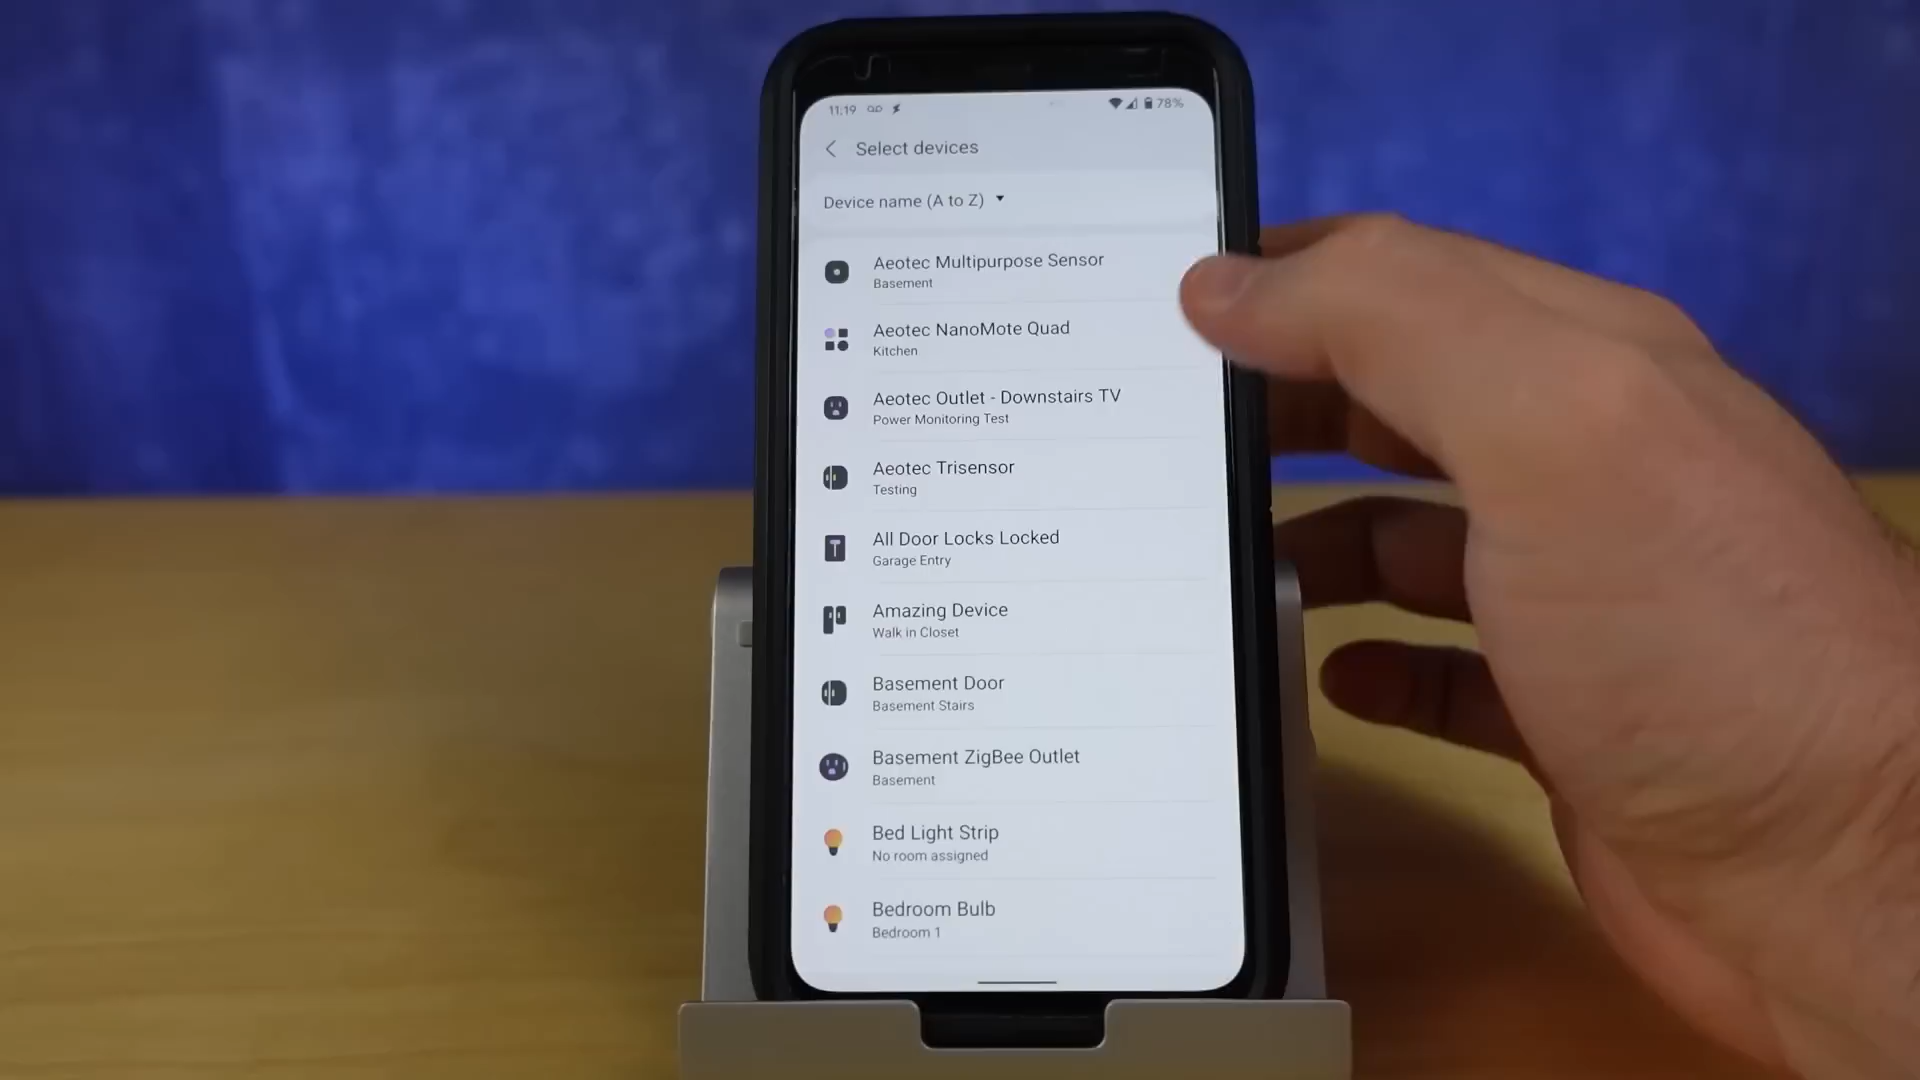 11:19
78%
Select devices
Device name (A to Z)
Aeotec Multipurpose Sensor
Basement
Aeotec NanoMote Quad
Kitchen
Aeotec Outlet - Downstairs TV
Power Monitoring Test
Aeotec Trisensor
Testing
All Door Locks Locked
Garage Entry
Amazing Device
Walk in Closet
Basement Door
Basement Stairs
Basement ZigBee Outlet
Basement
Bed Light Strip
No room assigned
Bedroom Bulb
Bedroom 1